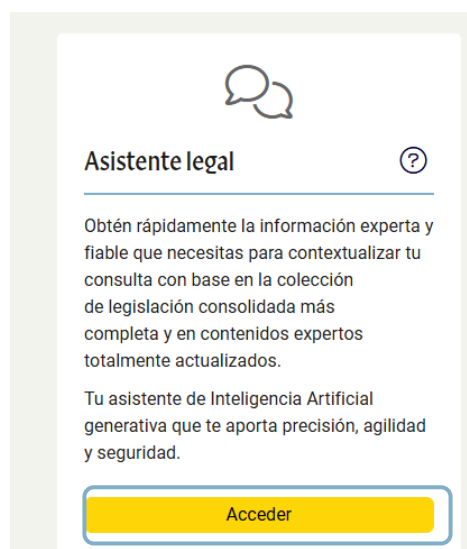 Asistente legal
?
Obtén rápidamente la información experta y
fiable que necesitas para contextualizar tu
consulta con base en la colección
de legislación consolidada más
completa y en contenidos expertos
totalmente actualizados.
Tu asistente de Inteligencia Artificial
generativa que te aporta precisión, agilidad
y seguridad.
Acceder